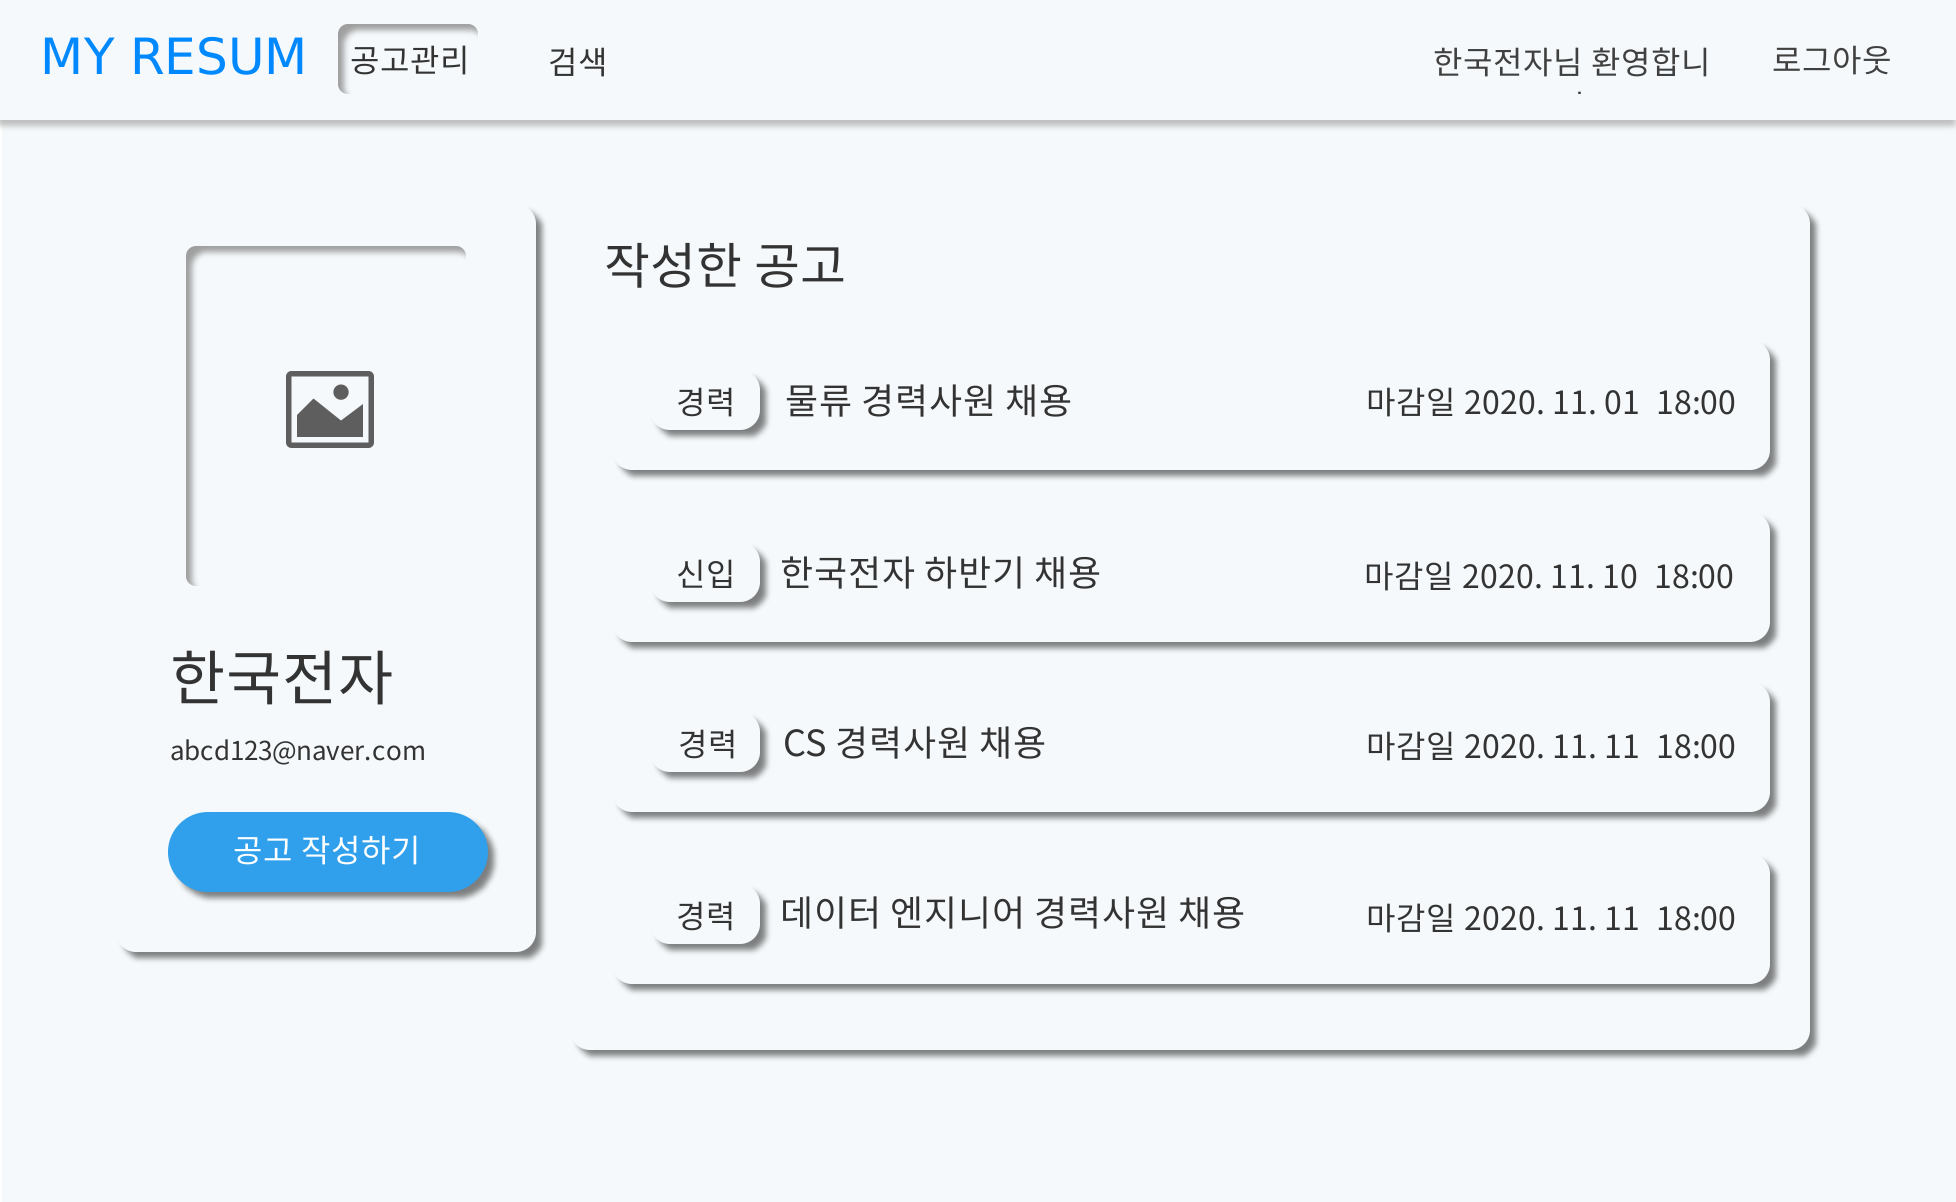 MY RESUM
공고관리
검색
한국전자님 환영합니
로그아웃
작성한 공고
경력 물류 경력사원 채용 마감일 2020. 11. 01 18:00
신입 한국전자 하반기 채용 마감일 2020. 11. 10 18:00
경력 CS 경력사원 채용 마감일 2020. 11. 11 18:00
경력 데이터 엔지니어 경력사원 채용 마감일 2020. 11. 11 18:00
한국전자
abcd123@naver.com
공고 작성하기